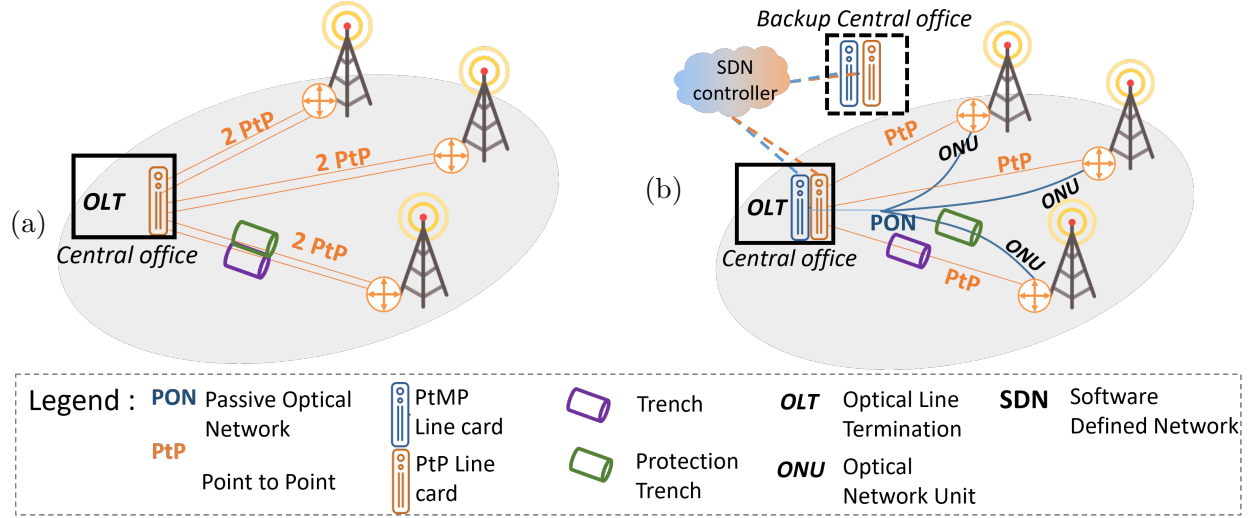 (a)
2 PtP
2 PtP
OLT
Central office
2 PtP
(b)
Backup Central office
SDN
controller
PtP
ONU
PtP
OLT
ONU
PON
Central office
ONU
PtP
Legend :
PON Passive Optical
Network
PtP
Point to Point
PtMP
Line card
PtP Line
card
Trench
Protection
Trench
OLT Optical Line
Termination
ONU Optical
Network Unit
SDN Software
Defined Network